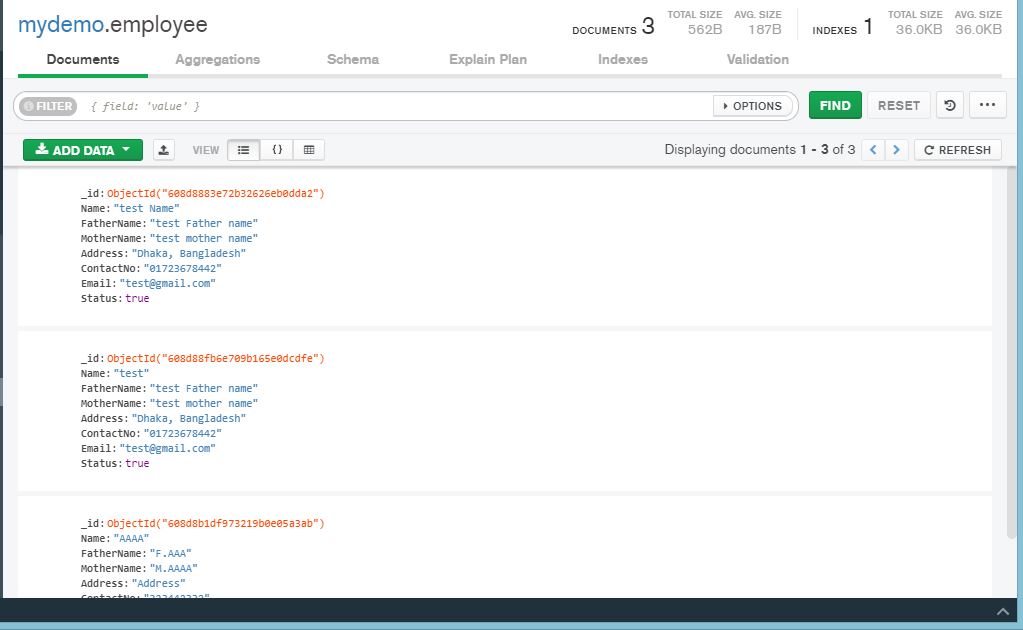 mydemo.employee
DOCUMENTS 3 TOTAL SIZE 562B AVG. SIZE 187B INDEXES 1 TOTAL SIZE 36.0KB AVG. SIZE 36.0KB
Documents Aggregations Schema Explain Plan Indexes Validation
FILTER { field: 'value' } OPTIONS FIND RESET
ADD DATA VIEW {} Displaying documents 1 - 3 of 3 REFRESH
_id: ObjectId("608d8883e72b32626eb0dda2")
Name: "test Name"
FatherName: "test Father name"
MotherName: "test mother name"
Address: "Dhaka, Bangladesh"
ContactNo: "01723678442"
Email: "test@gmail.com"
Status: true
_id: ObjectId("608d88fb6e709b165e0dcdfe")
Name: "test"
FatherName: "test Father name"
MotherName: "test mother name"
Address: "Dhaka, Bangladesh"
ContactNo: "01723678442"
Email: "test@gmail.com"
Status: true
_id: ObjectId("608d8b1df973219b0e05a3ab")
Name: "AAAA"
FatherName: "F.AAA"
MotherName: "M.AAAA"
Address: "Address"
ContactNo: